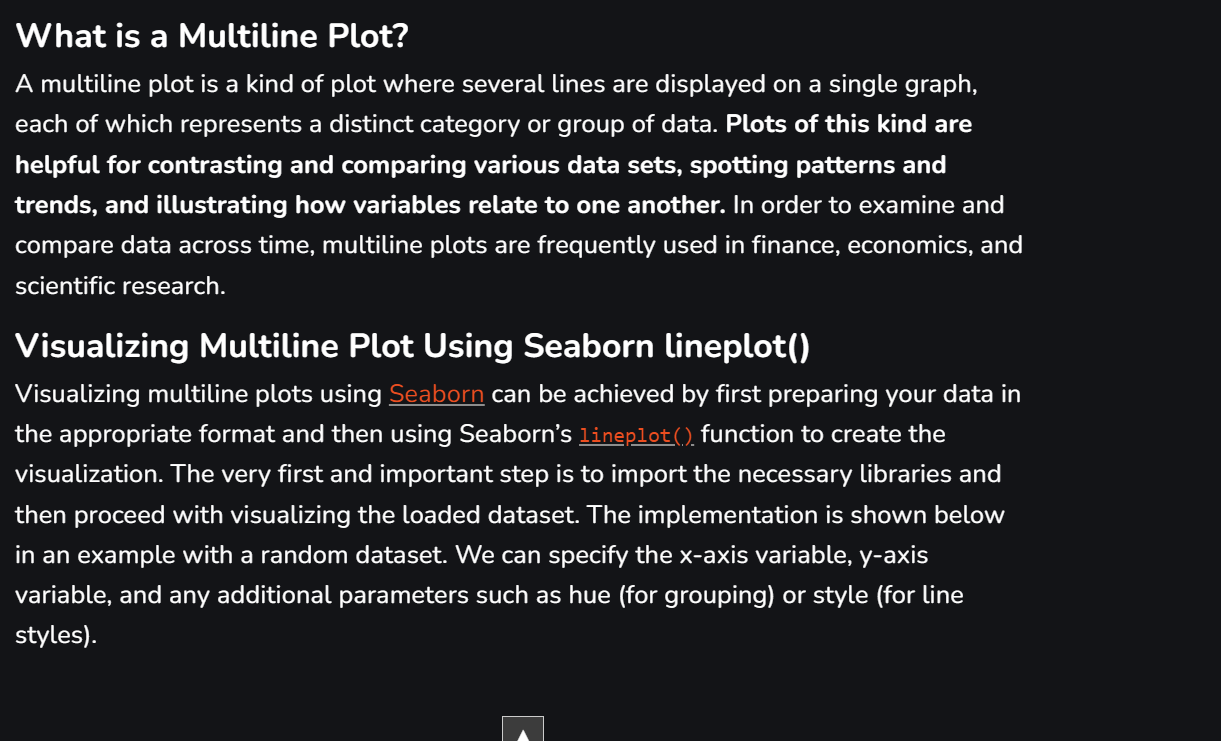 What is a Multiline Plot?
A multiline plot is a kind of plot where several lines are displayed on a single graph,
each of which represents a distinct category or group of data. Plots of this kind are
helpful for contrasting and comparing various data sets, spotting patterns and
trends, and illustrating how variables relate to one another. In order to examine and
compare data across time, multiline plots are frequently used in finance, economics, and
scientific research.
Visualizing Multiline Plot Using Seaborn lineplot()
Visualizing multiline plots using Seaborn can be achieved by first preparing your data in
the appropriate format and then using Seaborn’s lineplot() function to create the
visualization. The very first and important step is to import the necessary libraries and
then proceed with visualizing the loaded dataset. The implementation is shown below
in an example with a random dataset. We can specify the x-axis variable, y-axis
variable, and any additional parameters such as hue (for grouping) or style (for line
styles).